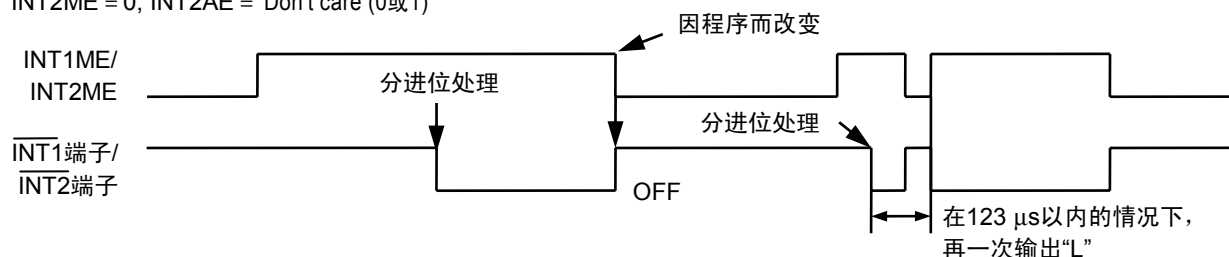 INT2ME = 0, INT2AE = Don't care (0或1)
因程序而改变
INT1ME/
INT2ME
分进位处理
分进位处理
INT1端子/
INT2端子
OFF
在123 μs以内的情况下，
再一次输出“L”